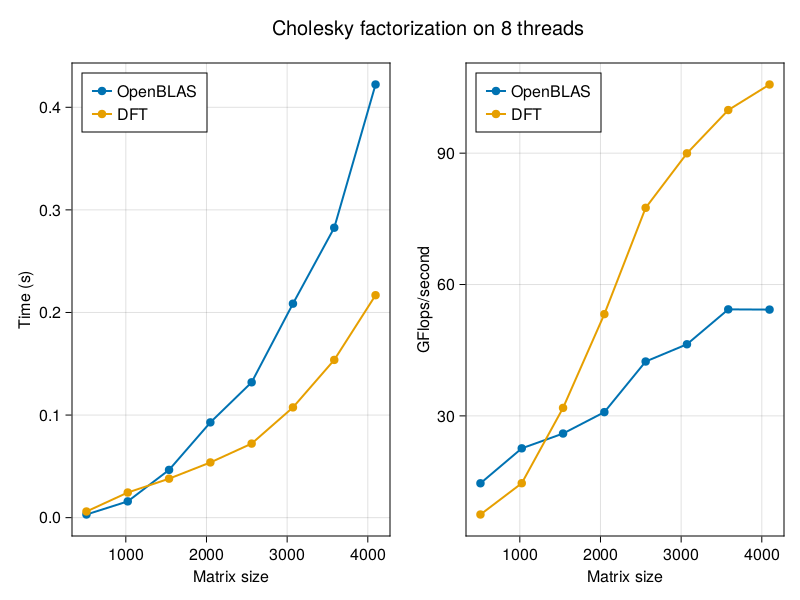 Cholesky factorization on 8 threads
OpenBLAS
DFT
Time (s)
0.4
0.3
0.2
0.1
0.0
1000 2000 3000 4000
Matrix size
OpenBLAS
DFT
GFlops/second
90
60
30
1000 2000 3000 4000
Matrix size